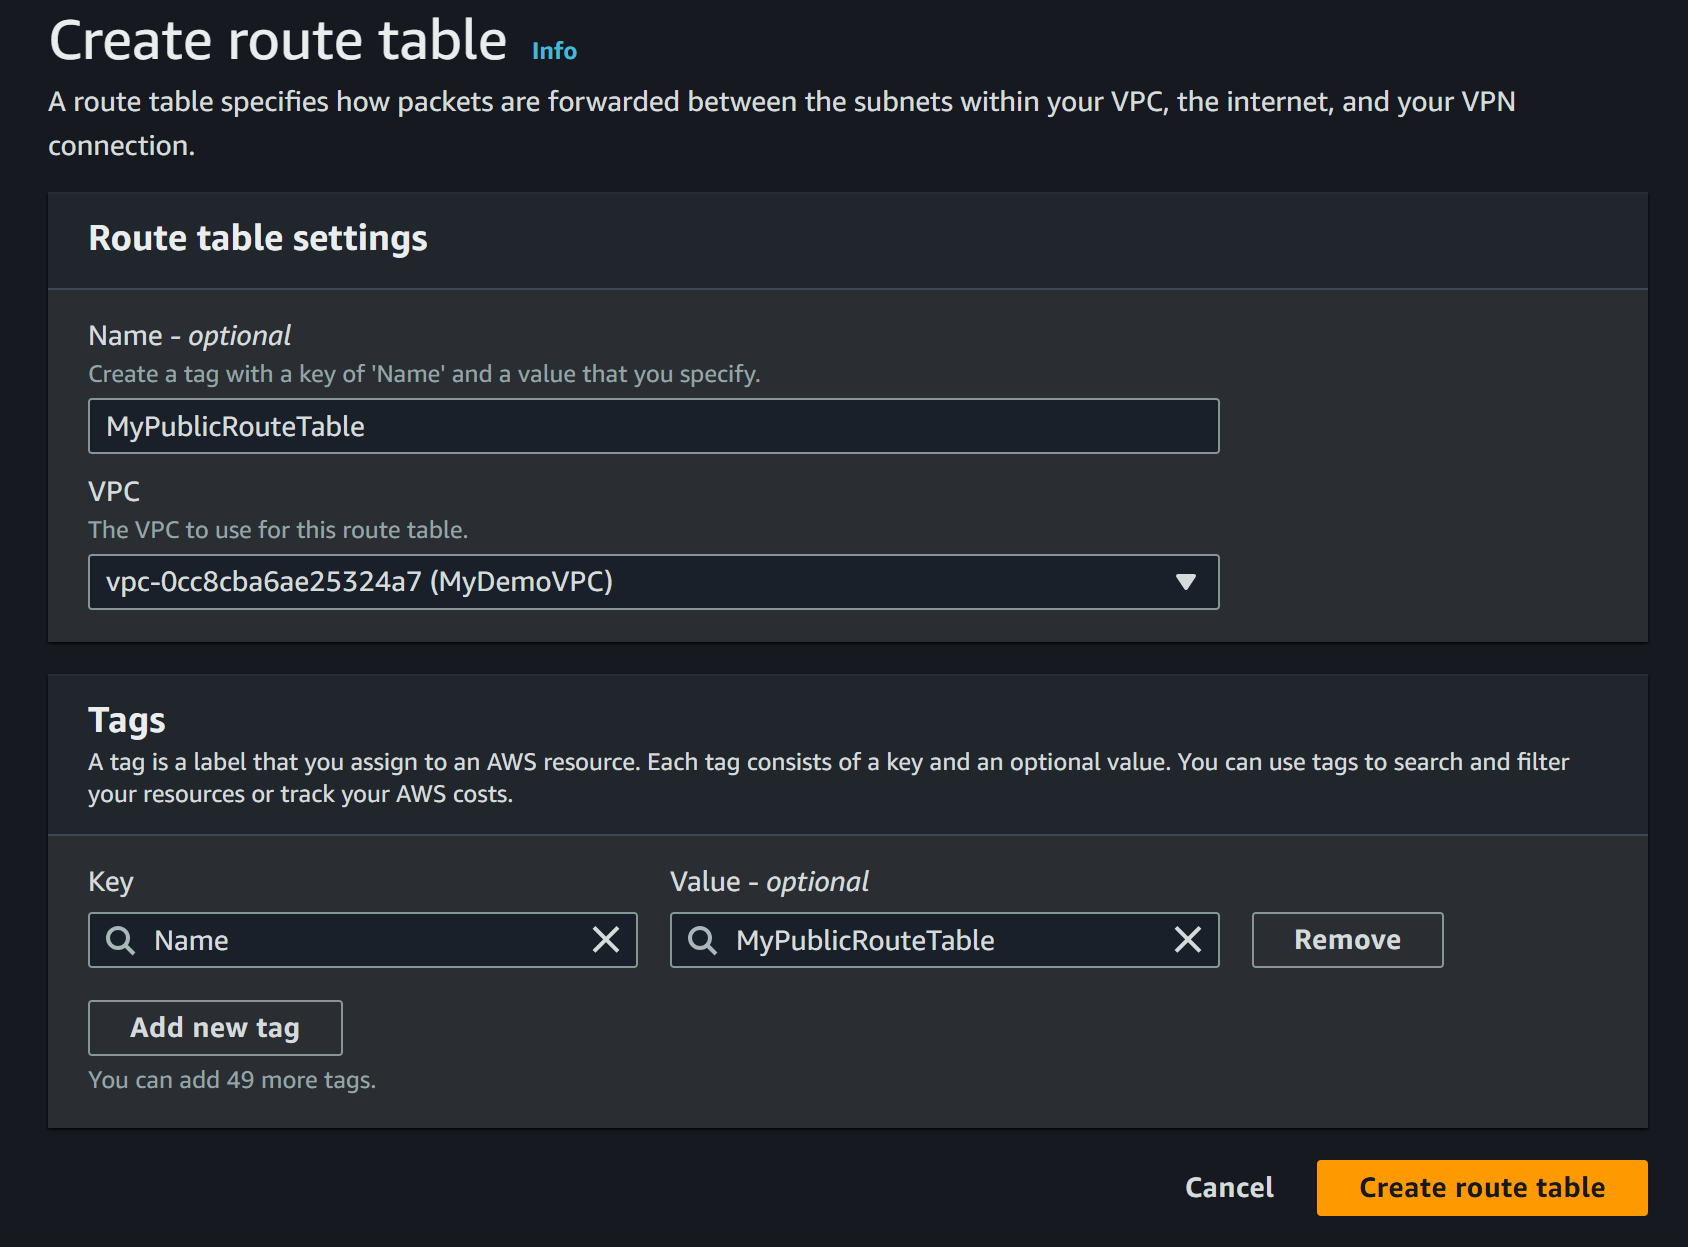 Create route table Info
A route table specifies how packets are forwarded between the subnets within your VPC, the internet, and your VPN
connection.
Route table settings
Name - optional
Create a tag with a key of 'Name' and a value that you specify.
MyPublicRouteTable
VPC
The VPC to use for this route table.
vpc-0cc8cba6ae25324a7 (MyDemoVPC)
Tags
A tag is a label that you assign to an AWS resource. Each tag consists of a key and an optional value. You can use tags to search and filter
your resources or track your AWS costs.
Key Value - optional
Name MyPublicRouteTable Remove
Add new tag
You can add 49 more tags.
Cancel Create route table